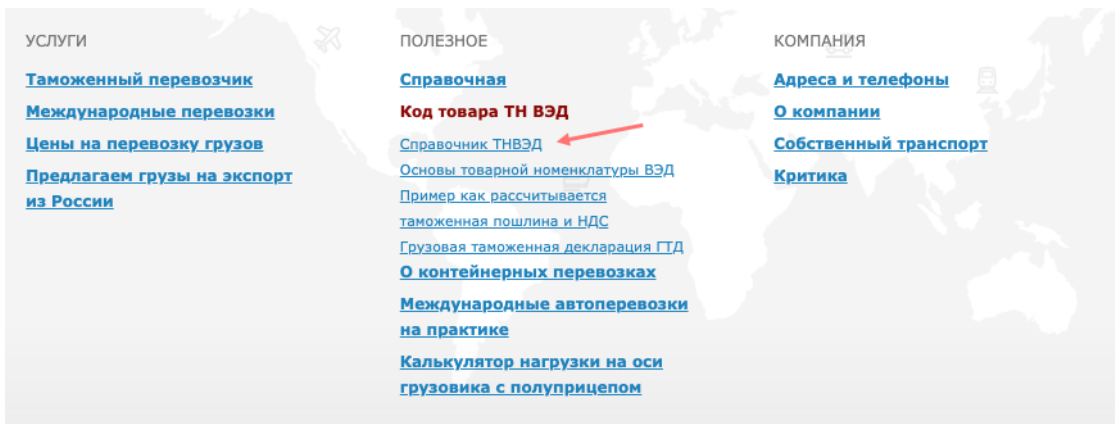 УСЛУГИ
Таможенный перевозчик
Международные перевозки
Цены на перевозку грузов
Предлагаем грузы на экспорт
из России
ПОЛЕЗНОЕ
Справочная
Код товара ТН ВЭД
Справочник ТНВЭД
Основы товарной номенклатуры ВЭД
Пример как рассчитывается
таможенная пошлина и НДС
Грузовая таможенная декларация ГТД
О контейнерных перевозках
Международные автоперевозки
на практике
Калькулятор нагрузки на оси
грузовика с полуприцепом
КОМПАНИЯ
Адреса и телефоны
О компании
Собственный транспорт
Критика